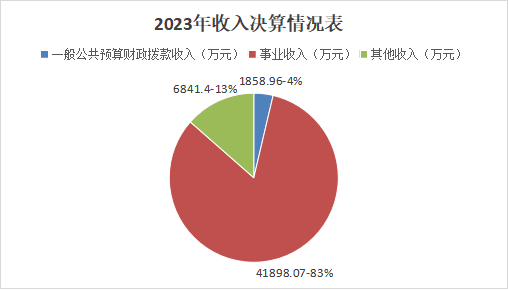 2023年收入决算情况表
一般公共预算财政拨款收入（万元） 事业收入（万元） 其他收入（万元）
1858.96-4%
6841.4-13%
41898.07-83%